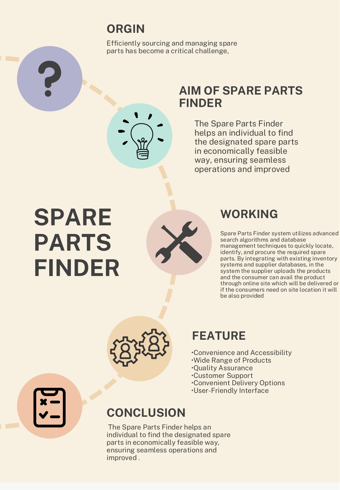 ORGIN
Efficiently sourcing and managing spare
parts has become a critical challenge,
AIM OF SPARE PARTS
FINDER
The Spare Parts Finder
helps an individual to find
the designated spare parts
in economically feasible
way, ensuring seamless
operations and improved
SPARE
PARTS
FINDER
WORKING
Spare Parts Finder system utilizes advanced
search algorithms and database
management techniques to quickly locate,
identify, and procure the required spare
parts. By integrating with existing inventory
systems and supplier databases, in the
system the supplier uploads the products
and the consumer can avail the product
through online site which will be delivered or
if the consumers need on site location it will
be also provided
FEATURE
•Convenience and Accessibility
•Wide Range of Products
•Quality Assurance
•Customer Support
•Convenient Delivery Options
•User-Friendly Interface
CONCLUSION
The Spare Parts Finder helps an
individual to find the designated spare
parts in economically feasible way,
ensuring seamless operations and
improved .